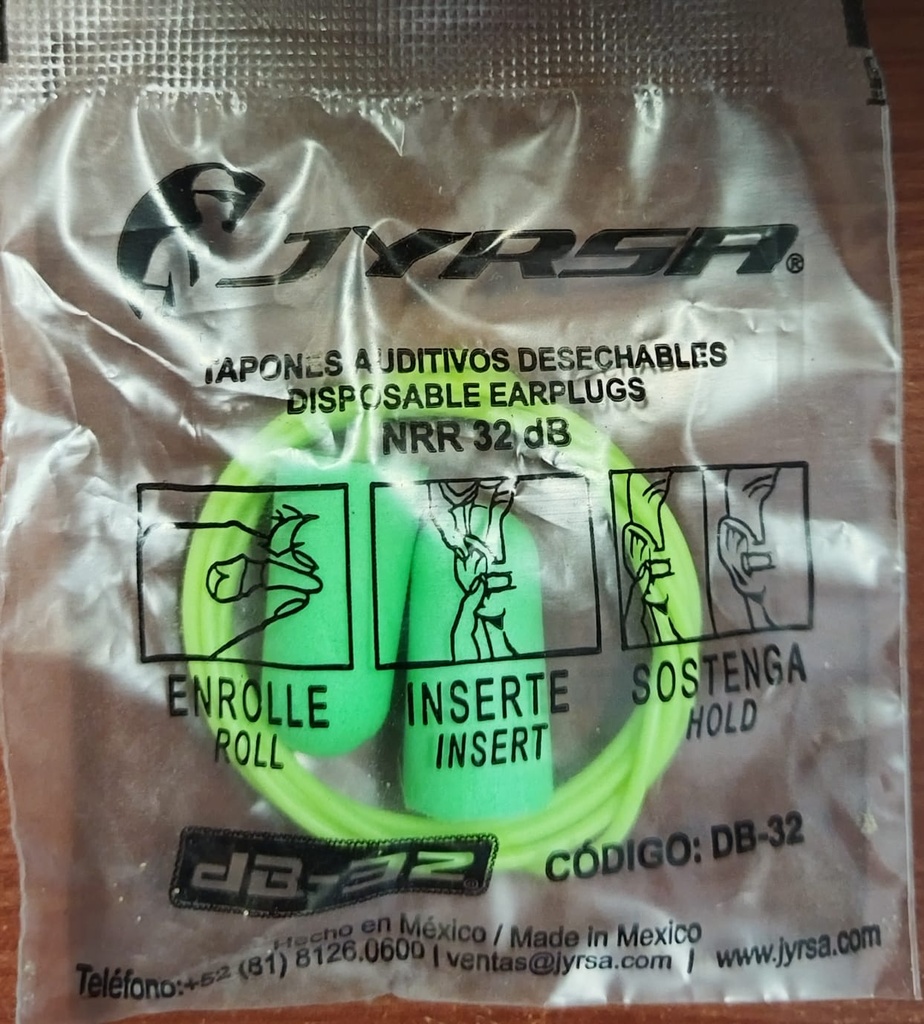 JYRSA®
TAPONES AUDITIVOS DESECHABLES
DISPOSABLE EARPLUGS
NRR 32 dB
ENROLLE
ROLL
INSERTE
INSERT
SOSTENGA
HOLD
dB-32®
CÓDIGO: DB-32
Hecho en México / Made in Mexico
Teléfono:+52 (81) 8126.0600 | ventas@jyrsa.com | www.jyrsa.com